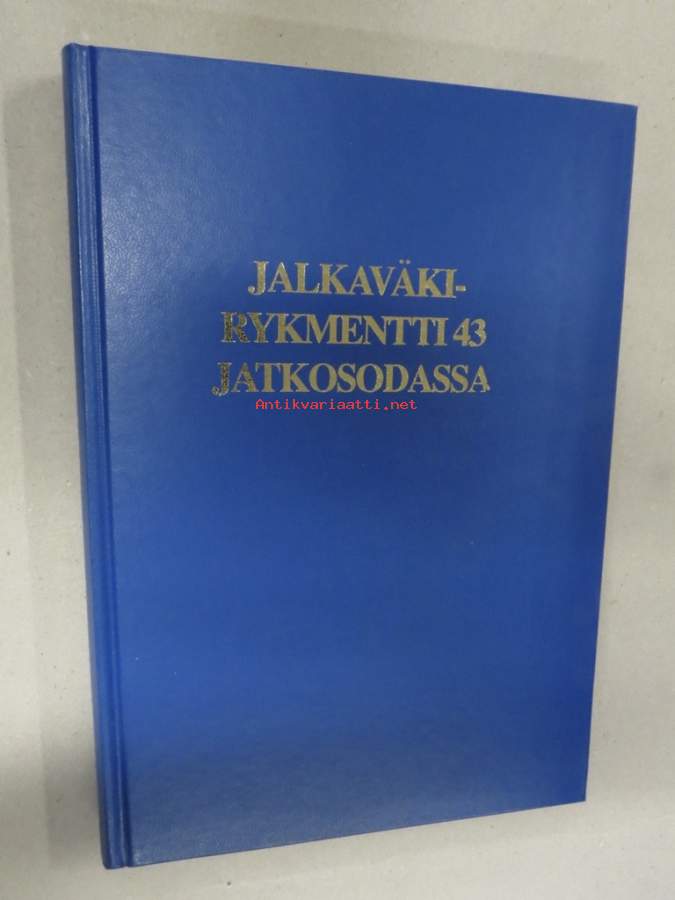 JALKAVÄKI-
RYKMENTTI 43
JATKOSODASSA
Antikvariaatti.net